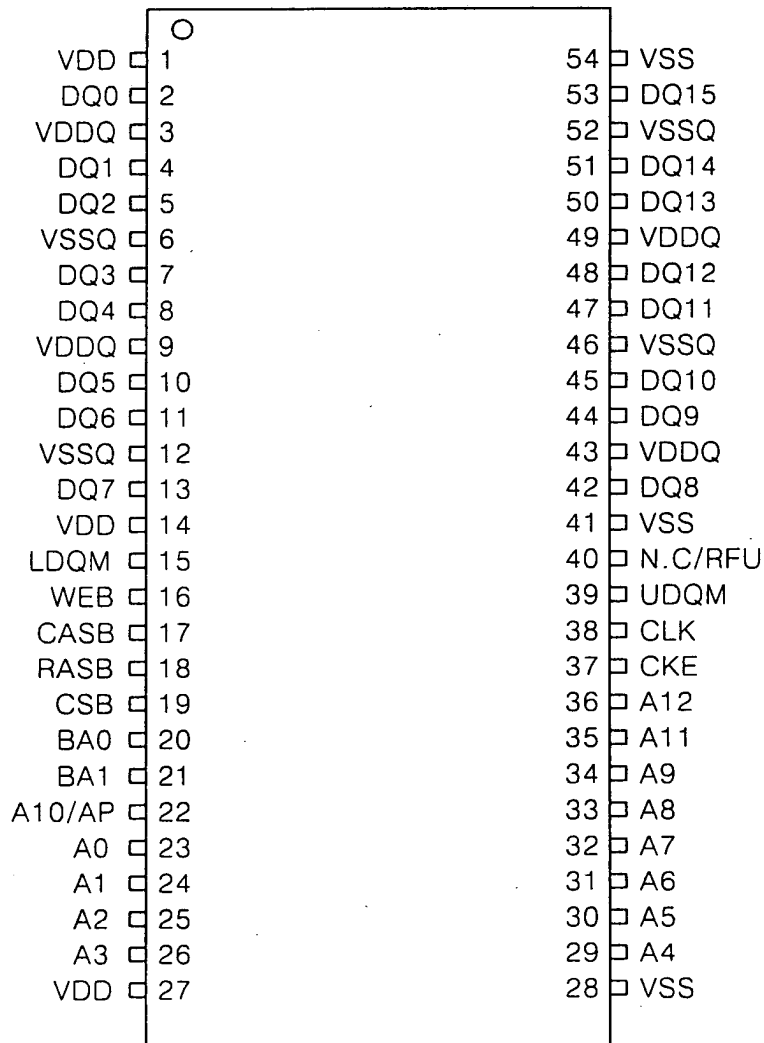 VDD 1 54 VSS
DQ0 2 53 DQ15
VDDQ 3 52 VSSQ
DQ1 4 51 DQ14
DQ2 5 50 DQ13
VSSQ 6 49 VDDQ
DQ3 7 48 DQ12
DQ4 8 47 DQ11
VDDQ 9 46 VSSQ
DQ5 10 45 DQ10
DQ6 11 44 DQ9
VSSQ 12 43 VDDQ
DQ7 13 42 DQ8
VDD 14 41 VSS
LDQM 15 40 N.C/RFU
WEB 16 39 UDQM
CASB 17 38 CLK
RASB 18 37 CKE
CSB 19 36 A12
BA0 20 35 A11
BA1 21 34 A9
A10/AP 22 33 A8
A0 23 32 A7
A1 24 31 A6
A2 25 30 A5
A3 26 29 A4
VDD 27 28 VSS